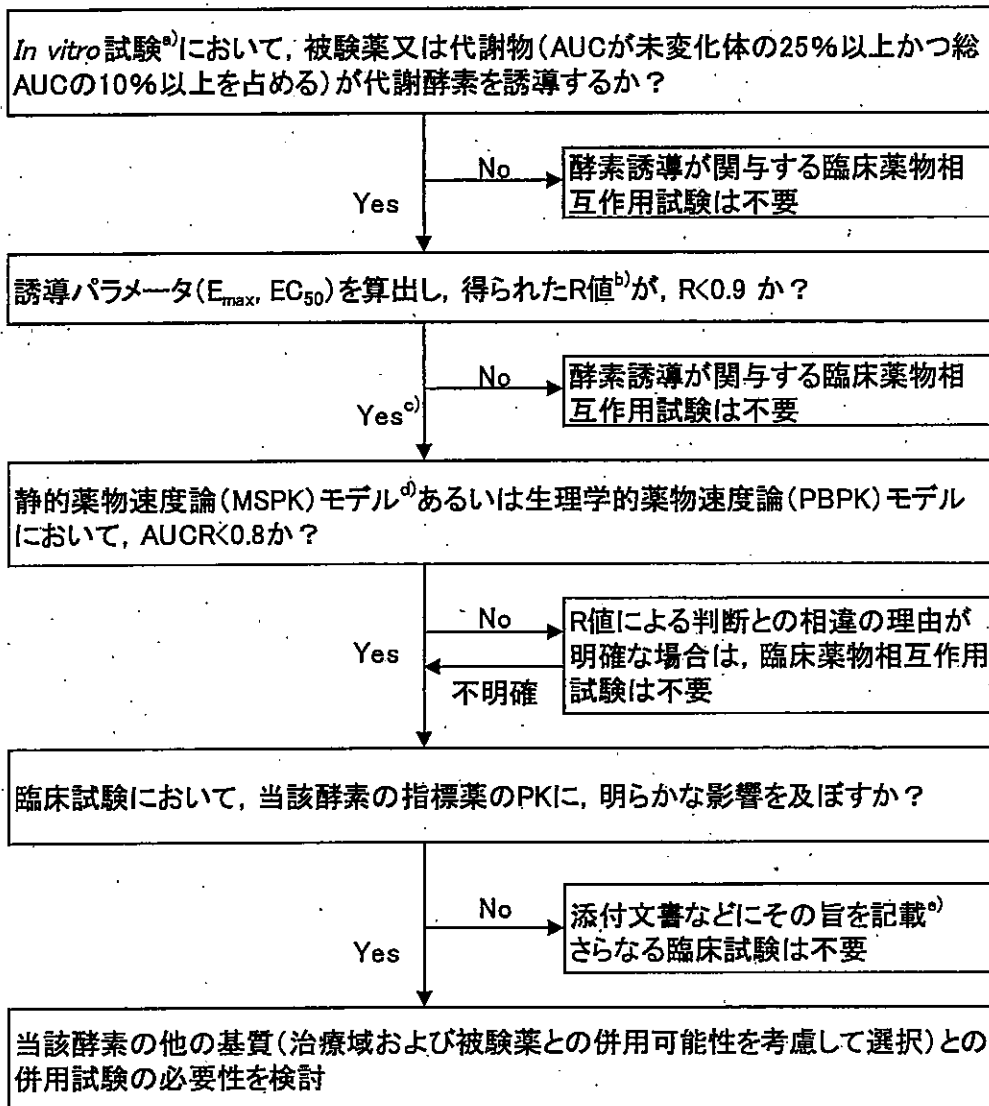 In vitro試験a)において，被験薬又は代謝物（AUCが未変化体の25%以上かつ総
AUCの10%以上を占める）が代謝酵素を誘導するか？
No
酵素誘導が関与する臨床薬物相
互作用試験は不要
Yes
誘導パラメータ（Emax, EC50）を算出し，得られたR値b)が，R<0.9 か？
No
酵素誘導が関与する臨床薬物相
互作用試験は不要
Yesc)
静的薬物速度論（MSPK）モデルd)あるいは生理学的薬物速度論（PBPK）モデル
において，AUCR<0.8か？
No
R値による判断との相違の理由が
明確な場合は，臨床薬物相互作用
試験は不要
Yes
不明確
臨床試験において，当該酵素の指標薬のPKに，明らかな影響を及ぼすか？
No
添付文書などにその旨を記載e)
さらなる臨床試験は不要
Yes
当該酵素の他の基質（治療域および被験薬との併用可能性を考慮して選択）との
併用試験の必要性を検討